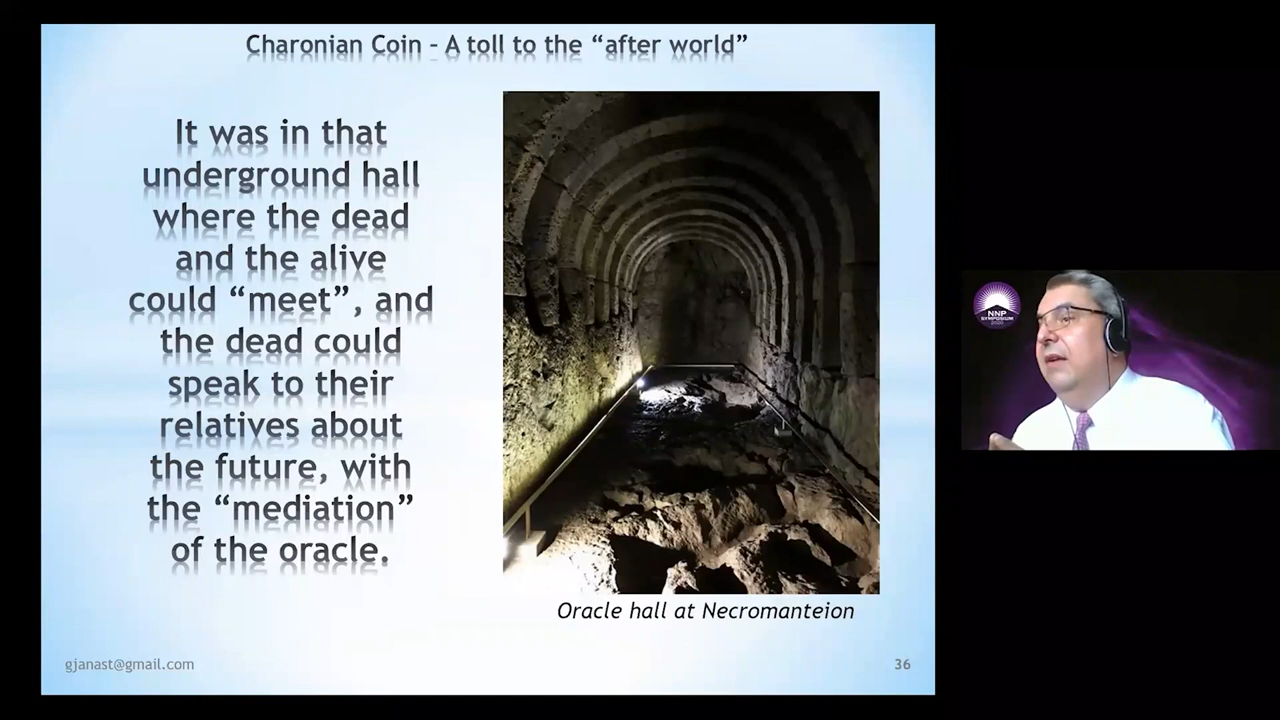 Charonian Coin – A toll to the “after world”
It was in that
underground hall
where the dead
and the alive
could “meet”, and
the dead could
speak to their
relatives about
the future, with
the “mediation”
of the oracle.
Oracle hall at Necromanteion
gjanast@gmail.com
36
NNP
SYMPOSIUM